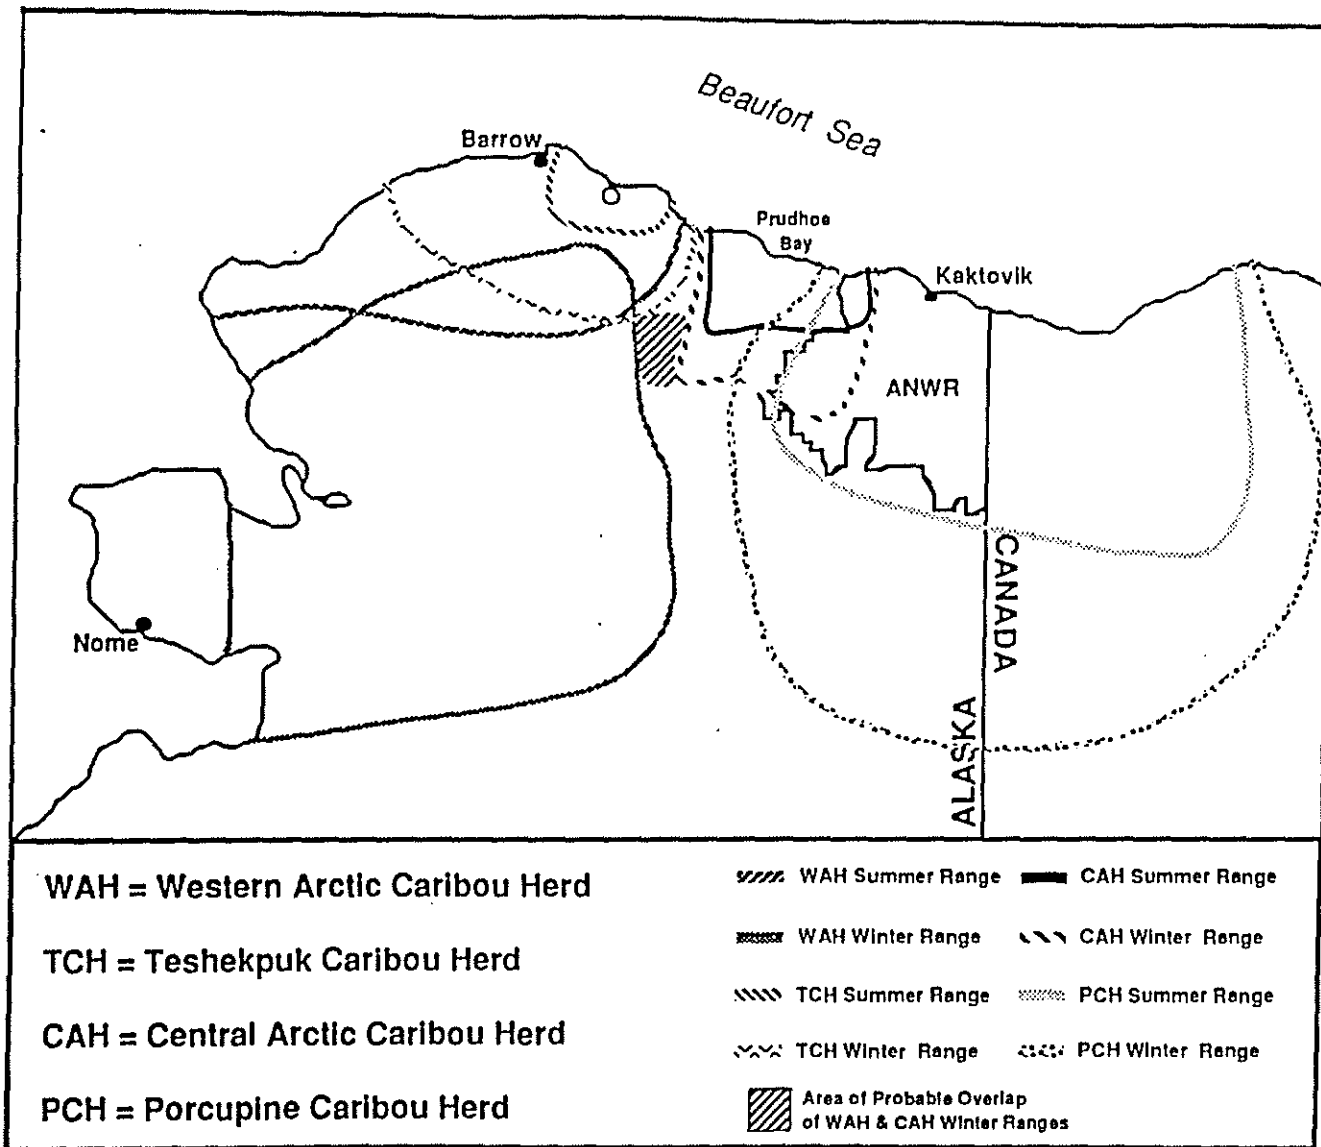 Beaufort Sea
Barrow
Prudhoe
Bay
Kaktovik
ANWR
CANADA
ALASKA
Nome
WAH = Western Arctic Caribou Herd
TCH = Teshekpuk Caribou Herd
CAH = Central Arctic Caribou Herd
PCH = Porcupine Caribou Herd
WAH Summer Range
CAH Summer Range
WAH Winter Range
CAH Winter Range
TCH Summer Range
PCH Summer Range
TCH Winter Range
PCH Winter Range
Area of Probable Overlap
of WAH & CAH Winter Ranges